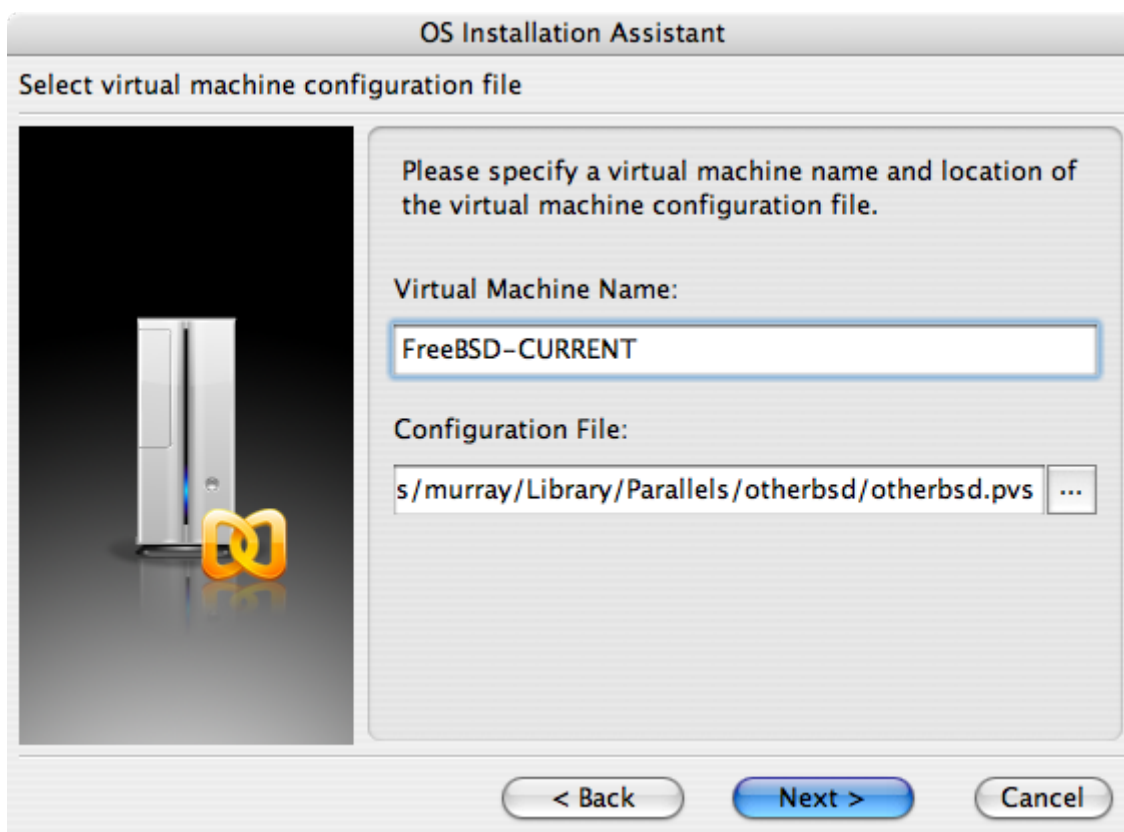 OS Installation Assistant
Select virtual machine configuration file
Please specify a virtual machine name and location of
the virtual machine configuration file.
Virtual Machine Name:
FreeBSD-CURRENT
Configuration File:
s/murray/Library/Parallels/otherbsd/otherbsd.pvs ...
< Back Next > Cancel